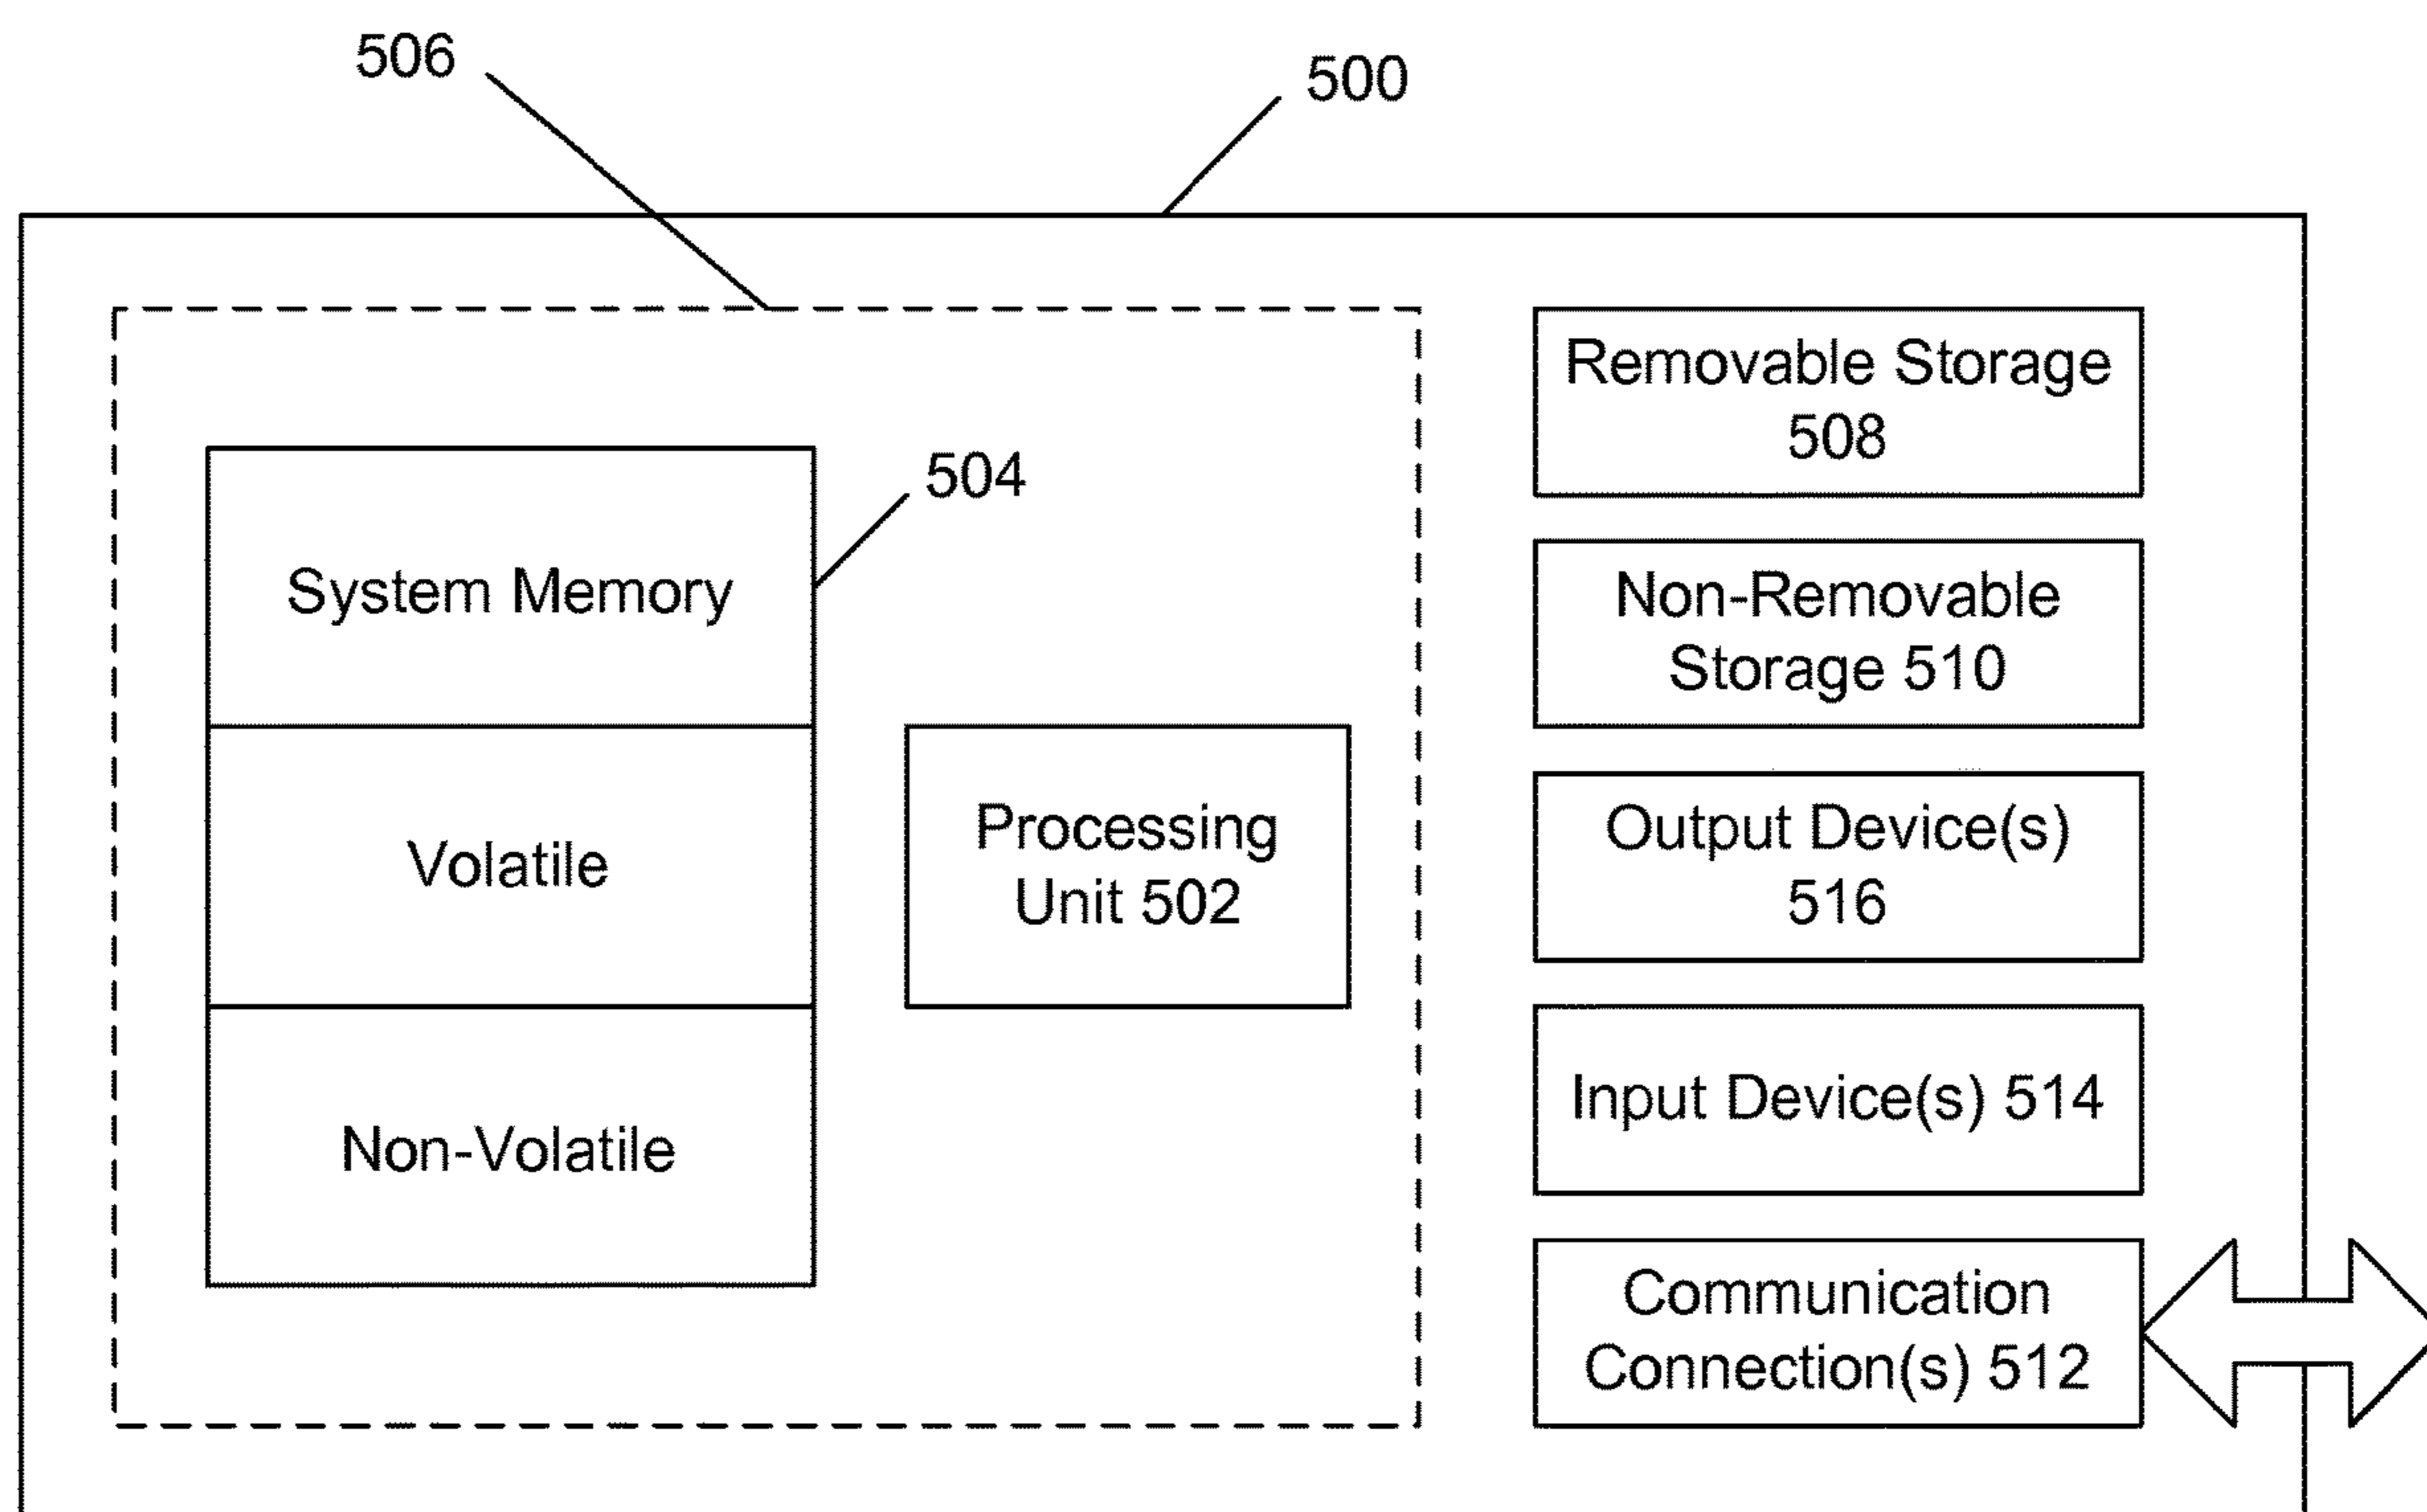 506
500
Removable Storage
508
504
System Memory
Non-Removable
Storage 510
Volatile
Processing
Unit 502
Output Device(s)
516
Non-Volatile
Input Device(s) 514
Communication
Connection(s) 512